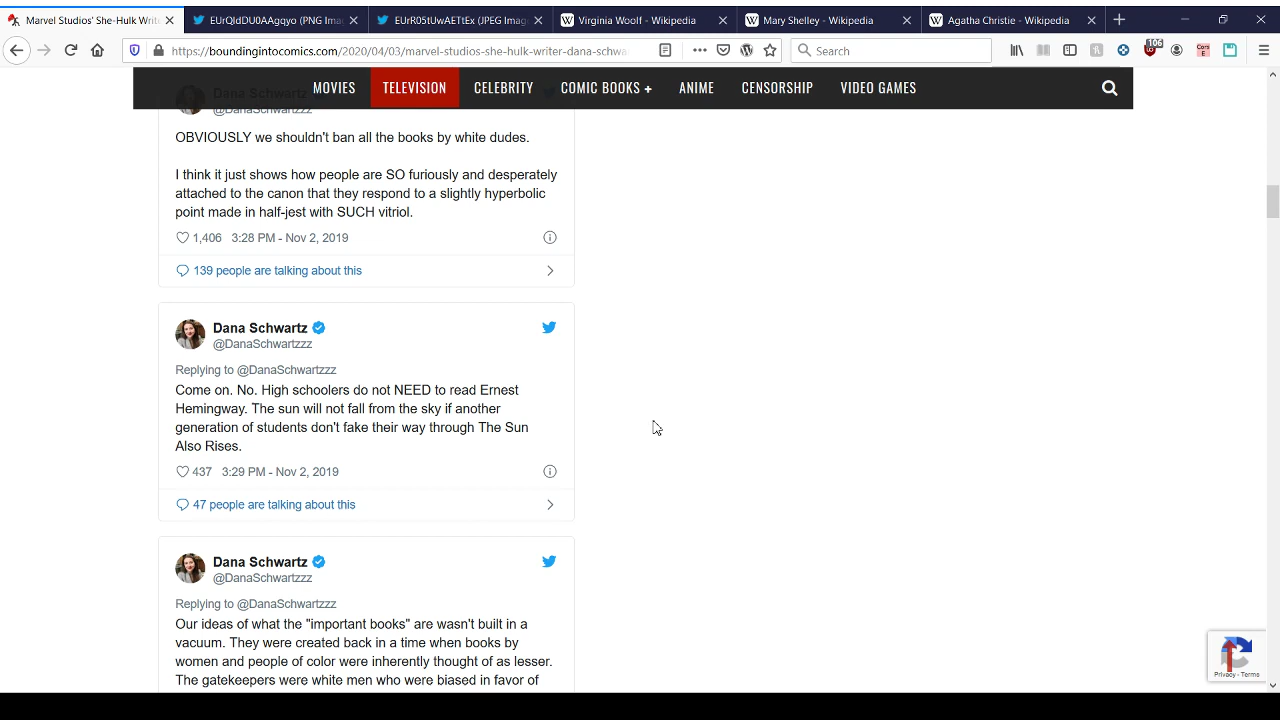 Marvel Studios' She-Hulk Write
EUrQIdDU0AAgqyo (PNG Imag
EUrR05tUwAETtEx (JPEG Image
Virginia Woolf - Wikipedia
Mary Shelley - Wikipedia
Agatha Christie - Wikipedia
https://boundingintocomics.com/2020/04/03/marvel-studios-she-hulk-writer-dana-schwa
Search
106
MOVIES
TELEVISION
CELEBRITY
COMIC BOOKS +
ANIME
CENSORSHIP
VIDEO GAMES
Dana Schwartz
@DanaSchwartzzz
OBVIOUSLY we shouldn't ban all the books by white dudes.
I think it just shows how people are SO furiously and desperately
attached to the canon that they respond to a slightly hyperbolic
point made in half-jest with SUCH vitriol.
1,406 3:28 PM - Nov 2, 2019
139 people are talking about this
Dana Schwartz
@DanaSchwartzzz
Replying to @DanaSchwartzzz
Come on. No. High schoolers do not NEED to read Ernest
Hemingway. The sun will not fall from the sky if another
generation of students don't fake their way through The Sun
Also Rises.
437 3:29 PM - Nov 2, 2019
47 people are talking about this
Dana Schwartz
@DanaSchwartzzz
Replying to @DanaSchwartzzz
Our ideas of what the "important books" are wasn't built in a
vacuum. They were created back in a time when books by
women and people of color were inherently thought of as lesser.
The gatekeepers were white men who were biased in favor of
Privacy - Terms